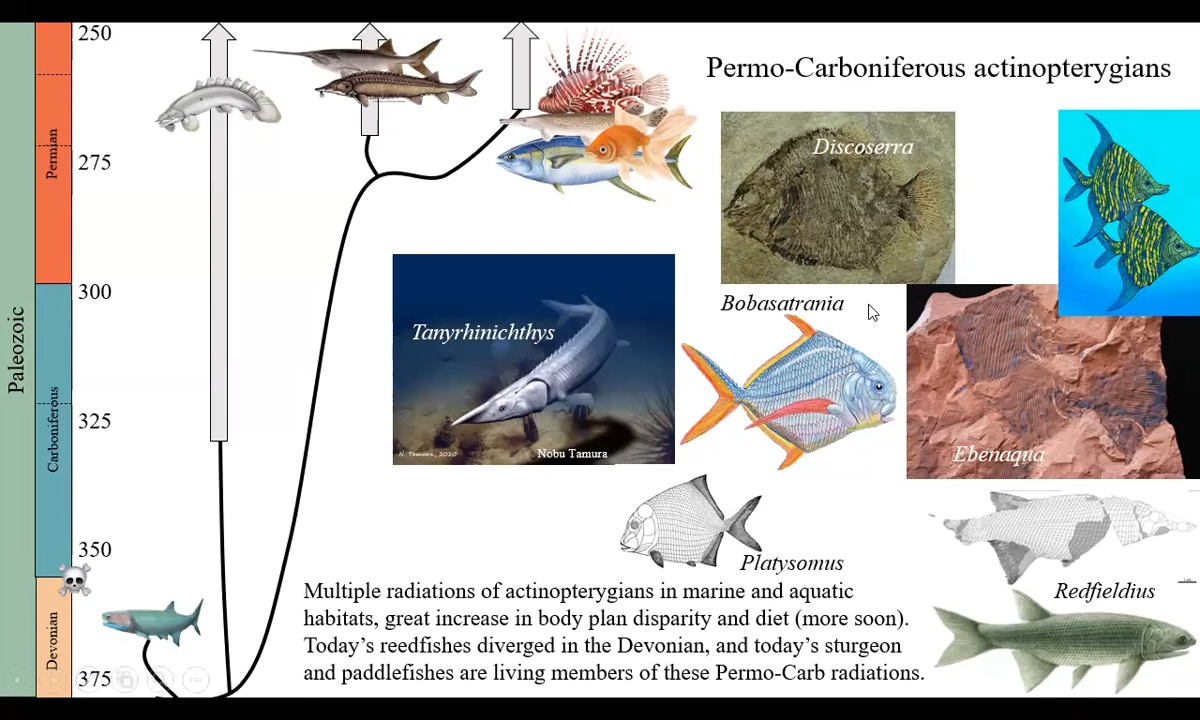 Permo-Carboniferous actinopterygians
250
275
300
325
350
375
Paleozoic
Permian
Carboniferous
Devonian
Discoserra
Bobasatrania
Tanyrhinichthys
N. Tamura, 2020
Nobu Tamura
Ebenaqua
Platysomus
Redfieldius
Multiple radiations of actinopterygians in marine and aquatic
habitats, great increase in body plan disparity and diet (more soon).
Today’s reedfishes diverged in the Devonian, and today’s sturgeon
and paddlefishes are living members of these Permo-Carb radiations.